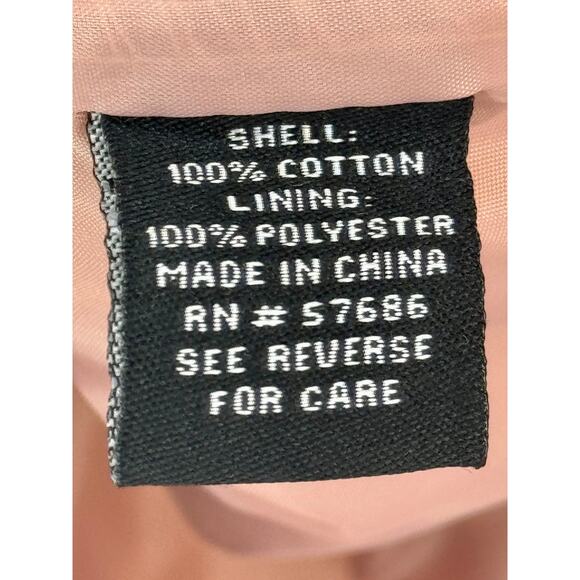 SHELL:
100% COTTON
LINING:
100% POLYESTER
MADE IN CHINA
RN # 57686
SEE REVERSE
FOR CARE